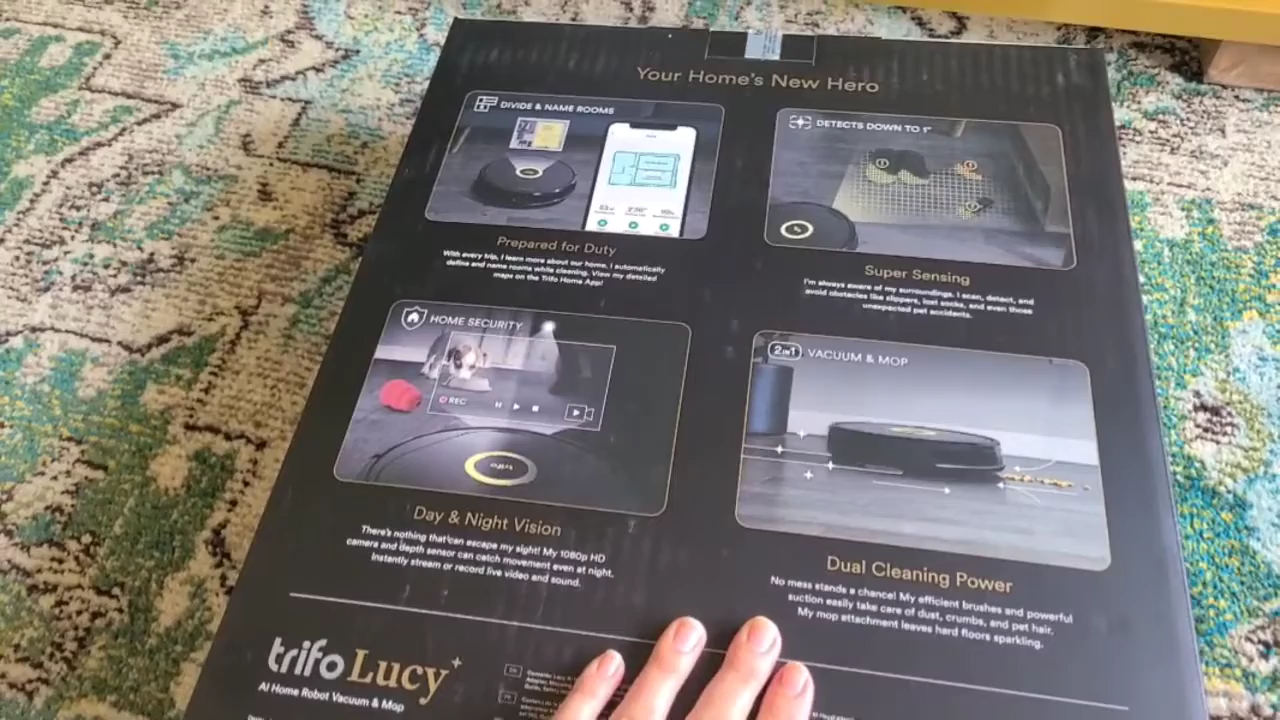 Your Home's New Hero
DIVIDE & NAME ROOMS
Prepared for Duty
With every trip, I learn more about our home. I automatically
define and name rooms while cleaning. View my detailed
maps on the Trifo Home App!
DETECTS DOWN TO 1"
Super Sensing
I'm always aware of my surroundings. I scan, detect, and
avoid obstacles like slippers, lost socks, and even those
unexpected pet accidents.
HOME SECURITY
REC
trifo
Day & Night Vision
There's nothing that can escape my sight! My 1080p HD
camera and depth sensor can catch movement even at night.
Instantly stream or record live video and sound.
2in1 VACUUM & MOP
Dual Cleaning Power
No mess stands a chance! My efficient brushes and powerful
suction easily take care of dust, crumbs, and pet hair.
My mop attachment leaves hard floors sparkling.
trifo Lucy
AI Home Robot Vacuum & Mop